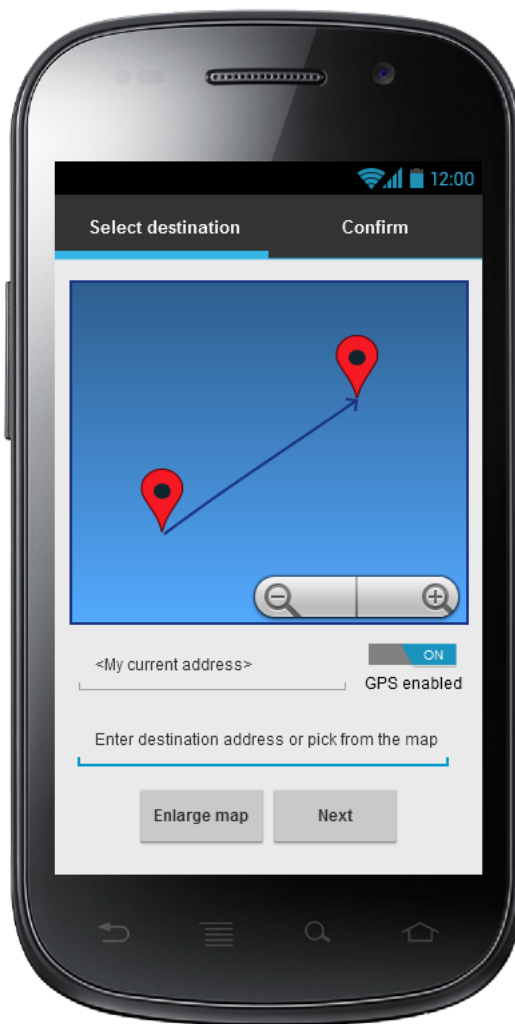 12:00
Select destination
Confirm
<My current address>
ON
GPS enabled
Enter destination address or pick from the map
Enlarge map
Next